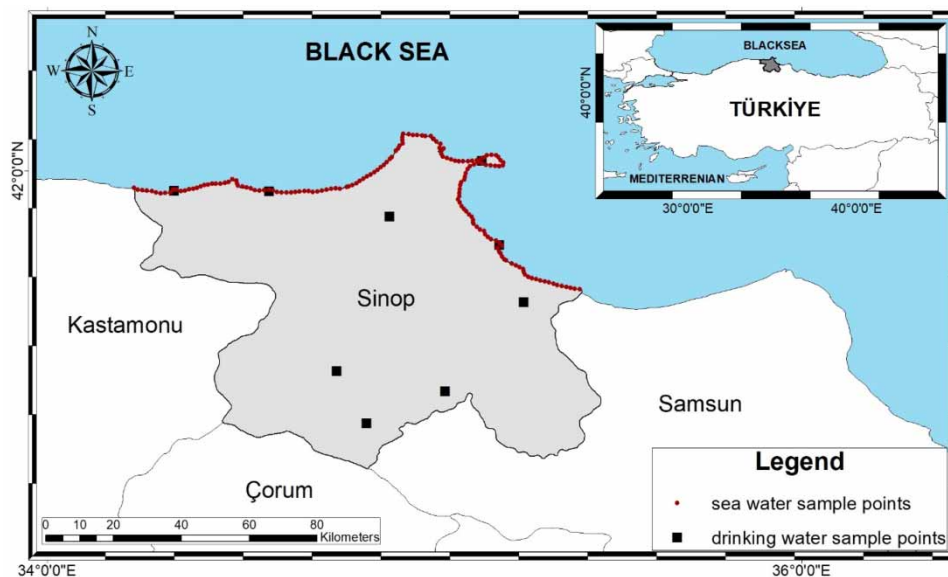 BLACK SEA
N
W E
S
BLACKSEA
TÜRKİYE
MEDITERRENIAN
40°0'0"N
30°0'0"E 40°0'0"E
42°0'0"N
Sinop
Kastamonu
Samsun
Çorum
Legend
sea water sample points
drinking water sample points
0 5 10 20 40 60 80
Kilometers
34°0'0"E 36°0'0"E